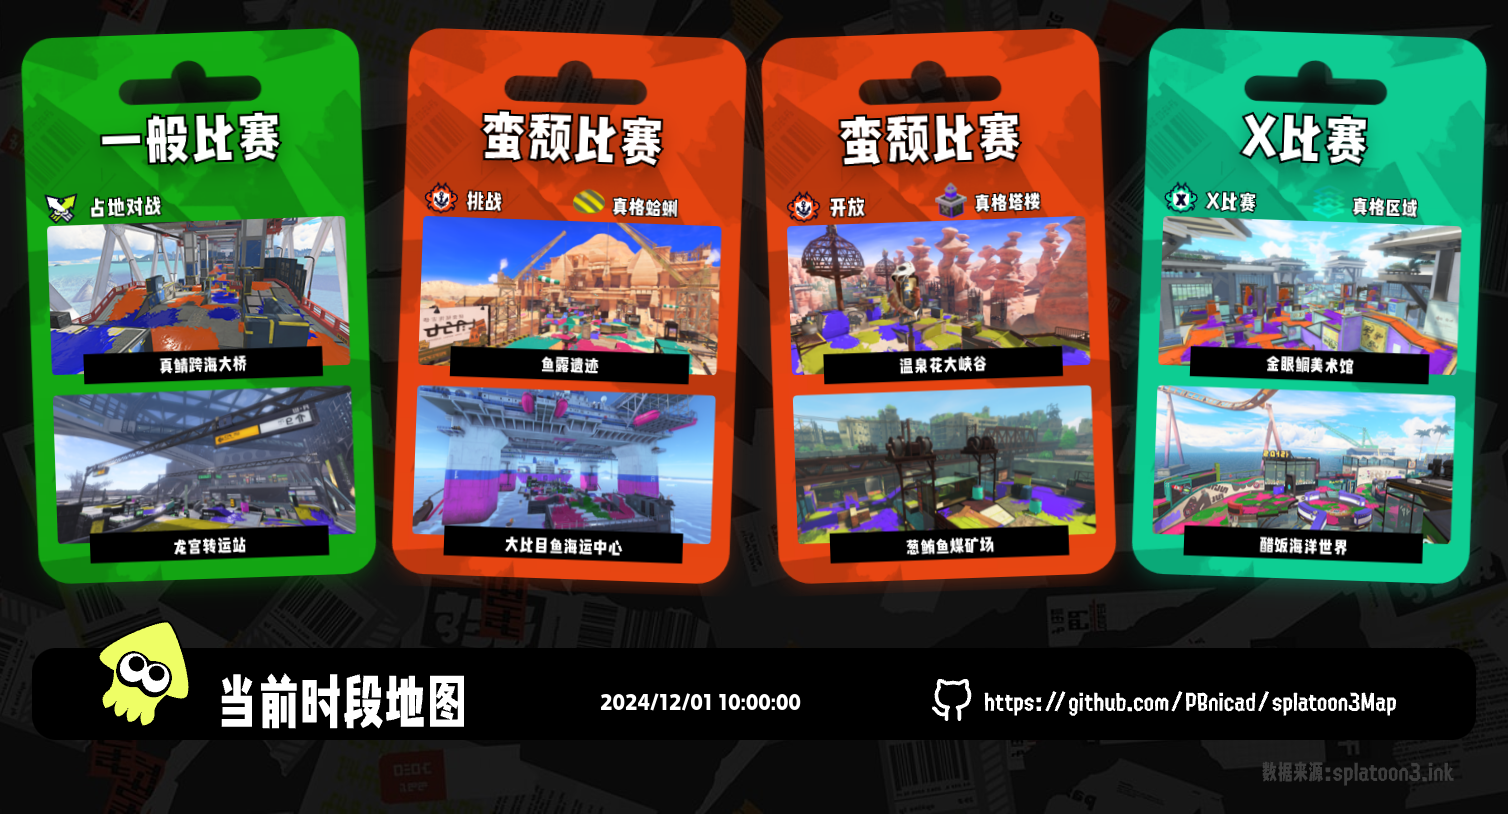 一般比赛
占地对战
真鲭跨海大桥
龙宫转运站
蛮颓比赛
挑战
真格蛤蜊
鱼露遗迹
大比目鱼海运中心
蛮颓比赛
开放
真格塔楼
温泉花大峡谷
葱鲔鱼煤矿场
X比赛
X比赛
真格区域
金眼鲷美术馆
醋饭海洋世界
当前时段地图
2024/12/01 10:00:00
https://github.com/PBnicad/splatoon3Map
数据来源:splatoon3.ink